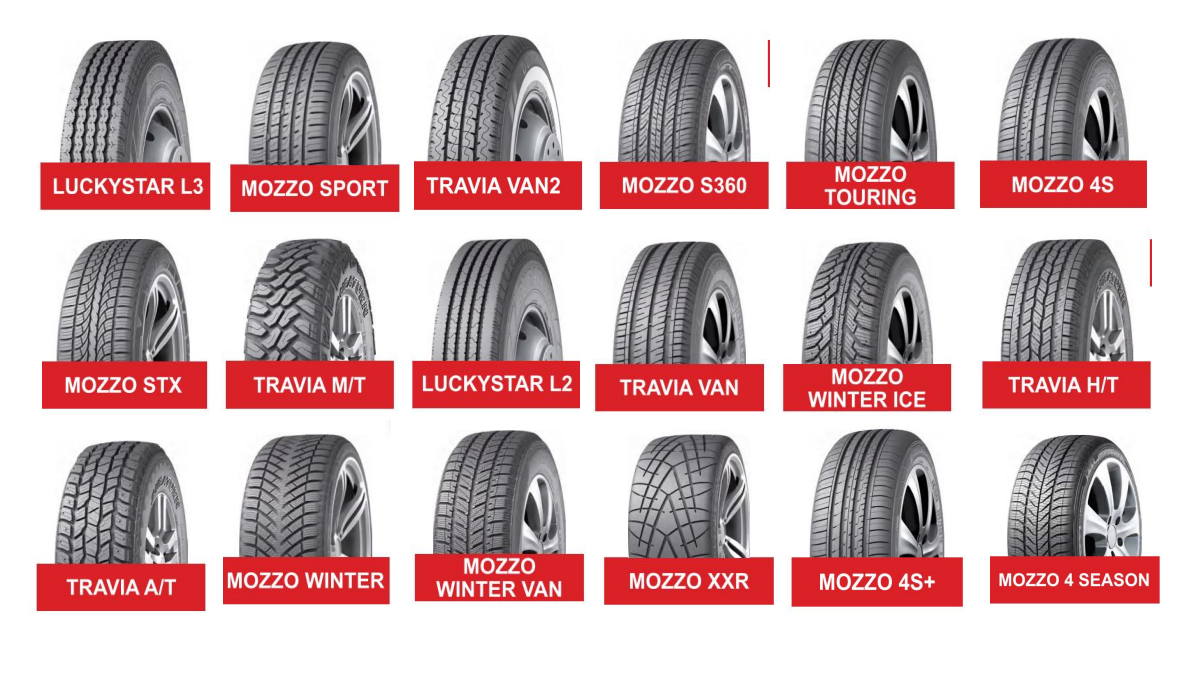 LUCKYSTAR L3
MOZZO SPORT
TRAVIA VAN2
MOZZO S360
MOZZO
TOURING
MOZZO 4S
MOZZO STX
TRAVIA M/T
LUCKYSTAR L2
TRAVIA VAN
MOZZO
WINTER ICE
TRAVIA H/T
TRAVIA A/T
MOZZO WINTER
MOZZO
WINTER VAN
MOZZO XXR
MOZZO 4S+
MOZZO 4 SEASON